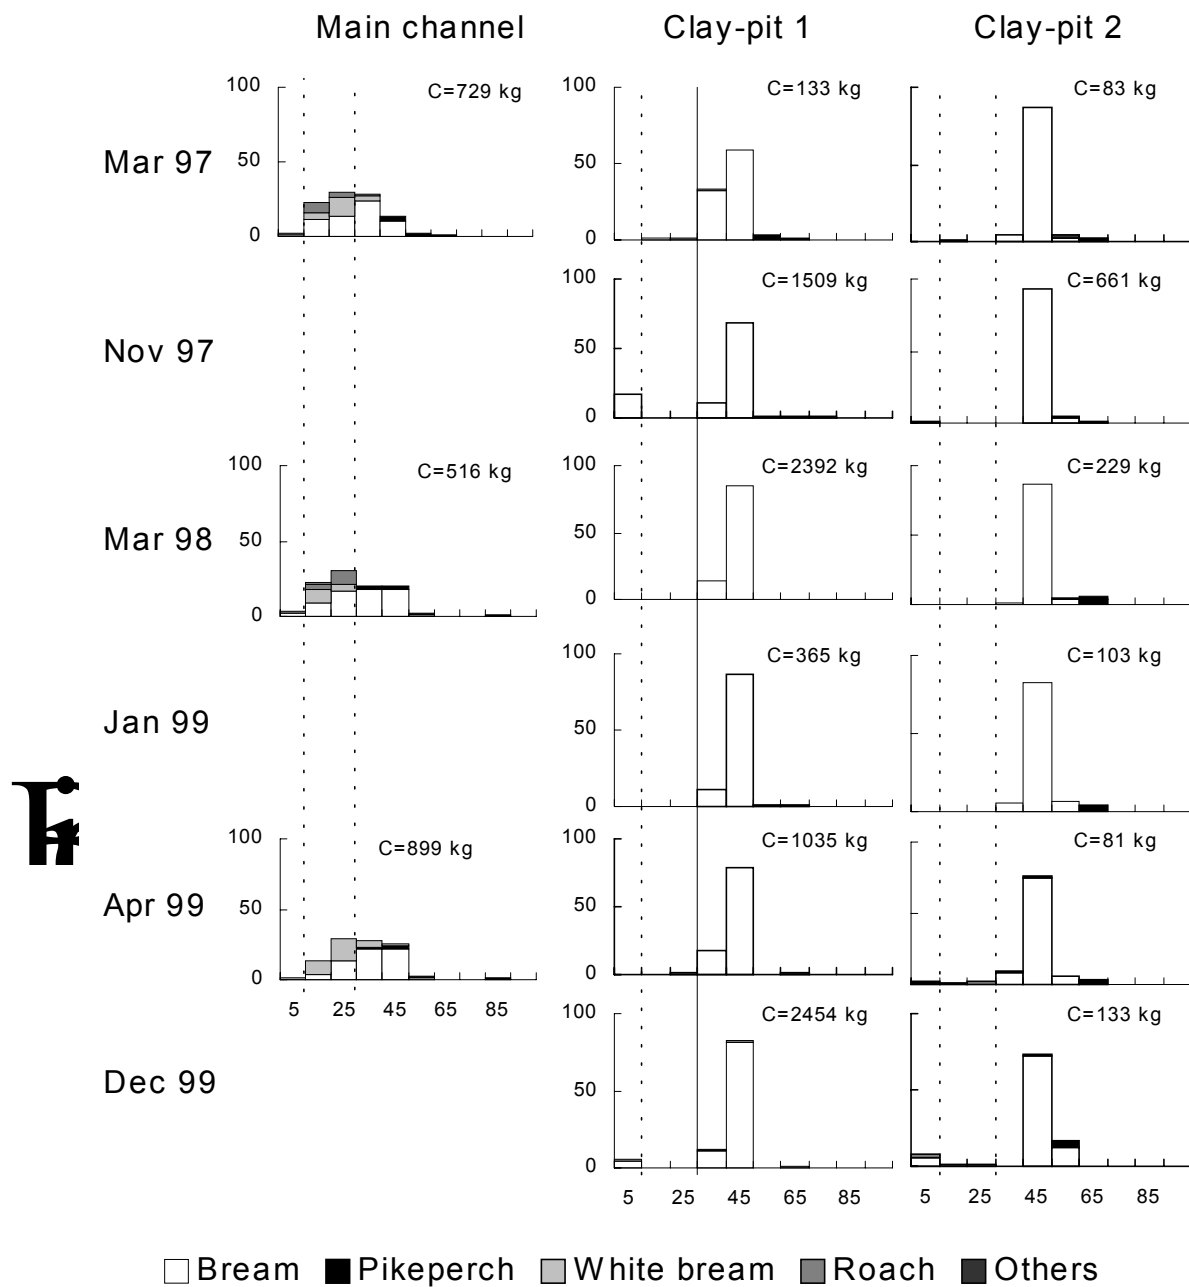 Main channel Clay-pit 1 Clay-pit 2
Mar 97
100 50 0 C=729 kg
100 50 0 C=133 kg
C=83 kg
Nov 97
100 50 0 C=1509 kg
C=661 kg
Mar 98
100 50 0 C=516 kg
100 50 0 C=2392 kg
C=229 kg
Jan 99
100 50 0 C=365 kg
C=103 kg
Apr 99
100 50 0 C=899 kg
5 25 45 65 85
100 50 0 C=1035 kg
C=81 kg
Dec 99
100 50 0 C=2454 kg
C=133 kg
5 25 45 65 85 5 25 45 65 85
Bream Pikeperch White bream Roach Others